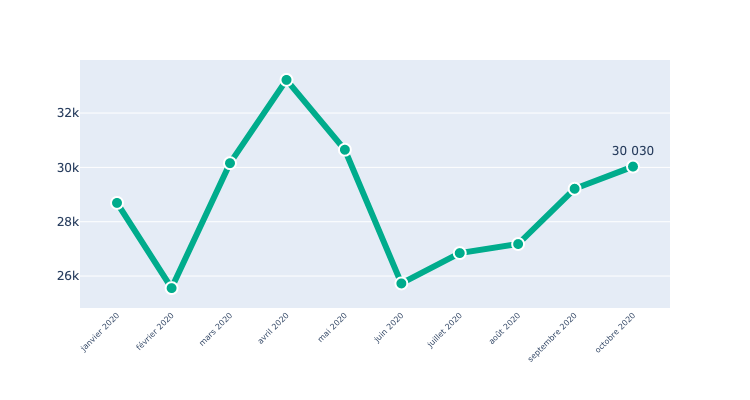 32k
30k
28k
26k
30 030
janvier 2020
février 2020
mars 2020
avril 2020
mai 2020
juin 2020
juillet 2020
août 2020
septembre 2020
octobre 2020